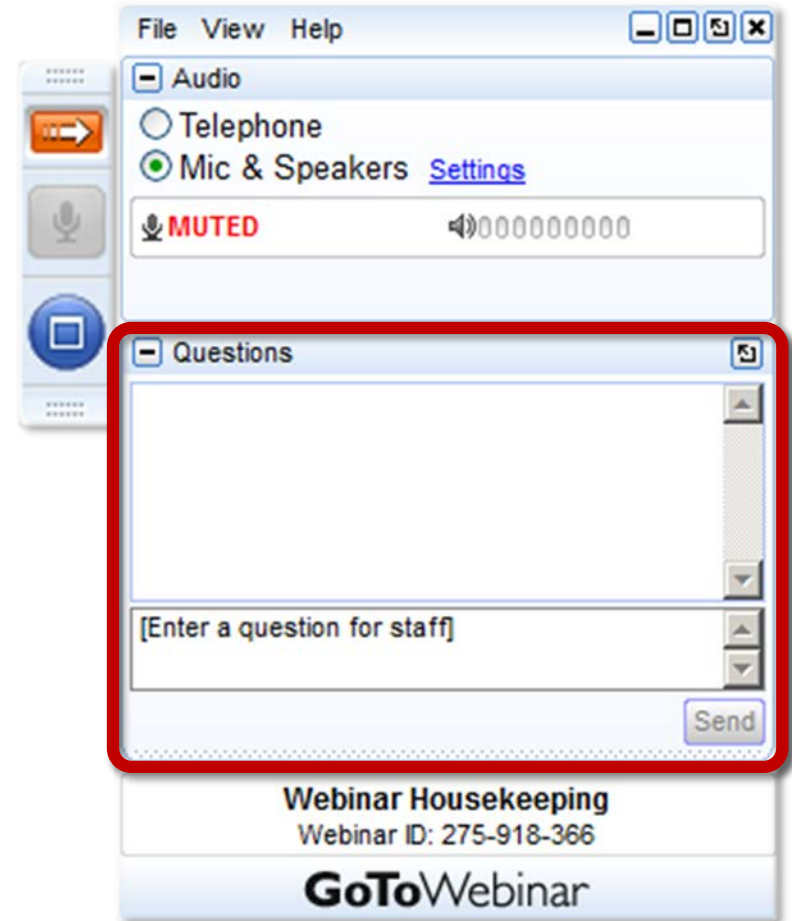 File View Help
Audio
Telephone
Mic & Speakers Settings
MUTED
Questions
[Enter a question for staff]
Send
Webinar Housekeeping
Webinar ID: 275-918-366
GoToWebinar